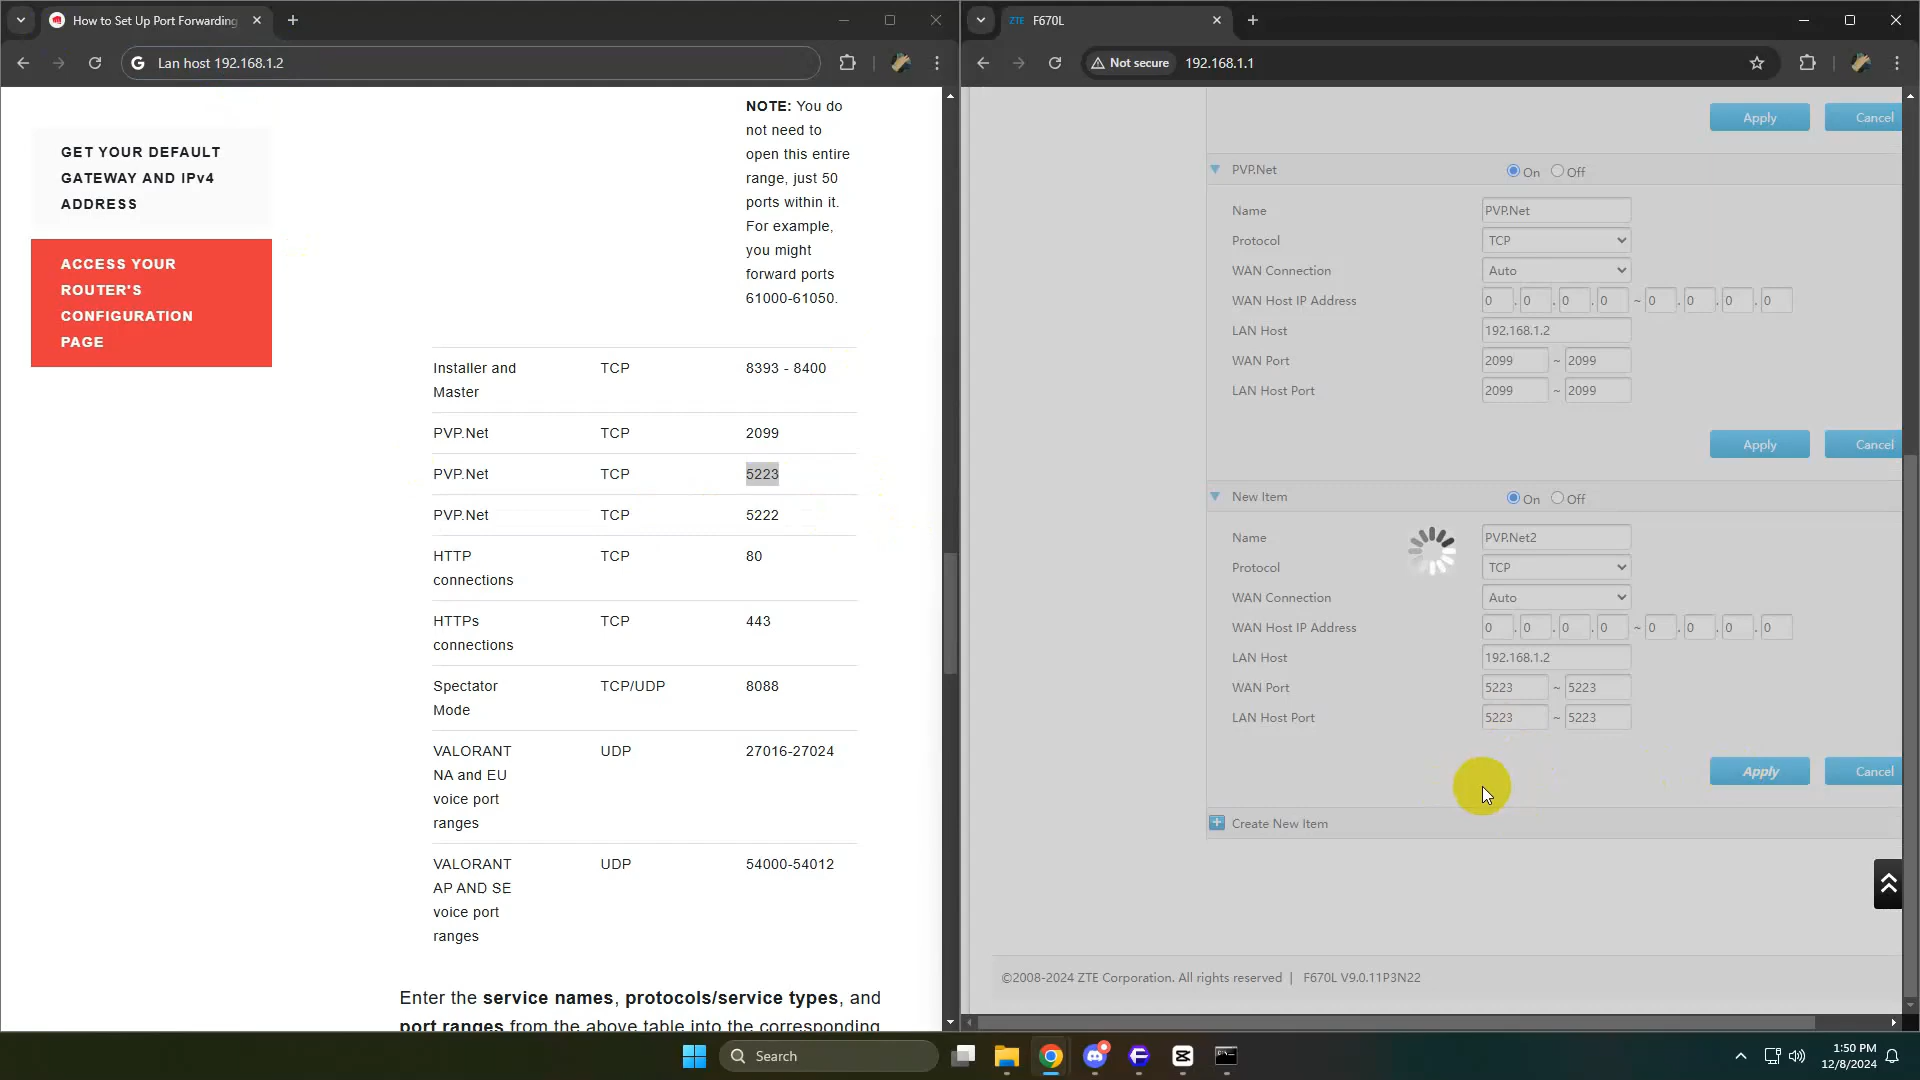 How to Set Up Port Forwarding
Lan host 192.168.1.2
GET YOUR DEFAULT
GATEWAY AND IPv4
ADDRESS
ACCESS YOUR
ROUTER'S
CONFIGURATION
PAGE
NOTE: You do
not need to
open this entire
range, just 50
ports within it.
For example,
you might
forward ports
61000-61050.
Installer and
Master
TCP
8393 - 8400
PVP.Net TCP 2099
PVP.Net TCP 5223
PVP.Net TCP 5222
HTTP
connections
TCP
80
HTTPs
connections
TCP
443
Spectator
Mode
TCP/UDP
8088
VALORANT
NA and EU
voice port
ranges
UDP
27016-27024
VALORANT
AP AND SE
voice port
ranges
UDP
54000-54012
Enter the service names, protocols/service types, and
port ranges from the above table into the corresponding
ZTE F670L
Not secure 192.168.1.1
Apply Cancel
PVP.Net On Off
Name PVP.Net
Protocol TCP
WAN Connection Auto
WAN Host IP Address 0 . 0 . 0 . 0 ~ 0 . 0 . 0 . 0
LAN Host 192.168.1.2
WAN Port 2099 ~ 2099
LAN Host Port 2099 ~ 2099
Apply Cancel
New Item On Off
Name PVP.Net2
Protocol TCP
WAN Connection Auto
WAN Host IP Address 0 . 0 . 0 . 0 ~ 0 . 0 . 0 . 0
LAN Host 192.168.1.2
WAN Port 5223 ~ 5223
LAN Host Port 5223 ~ 5223
Apply Cancel
Create New Item
©2008-2024 ZTE Corporation. All rights reserved | F670L V9.0.11P3N22
Search
1:50 PM
12/8/2024